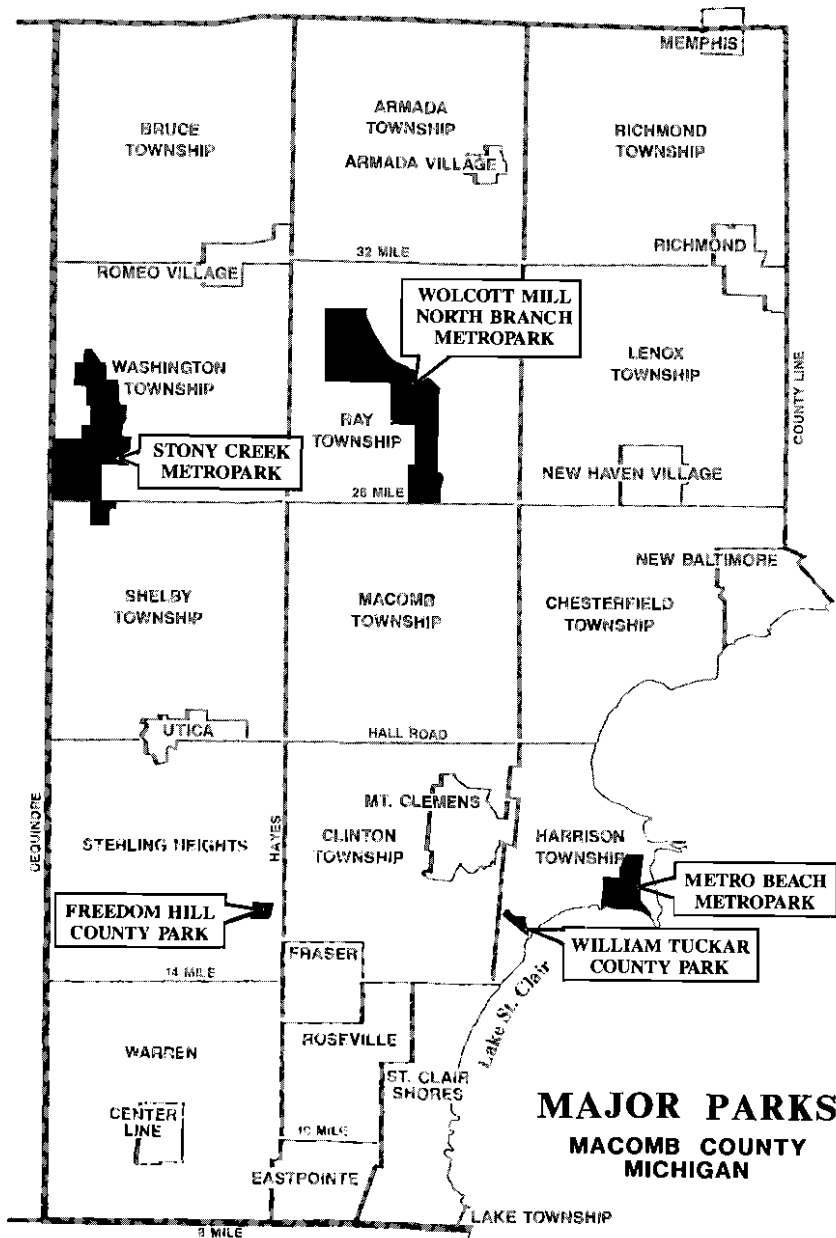 MEMPHIS
BRUCE
TOWNSHIP
ARMADA
TOWNSHIP
ARMADA VILLAGE
RICHMOND
TOWNSHIP
32 MILE
RICHMOND
ROMEO VILLAGE
WOLCOTT MILL
NORTH BRANCH
METROPARK
WASHINGTON
TOWNSHIP
LENOX
TOWNSHIP
COUNTY LINE
RAY
TOWNSHIP
STONY CREEK
METROPARK
NEW HAVEN VILLAGE
26 MILE
NEW BALTIMORE
SHELBY
TOWNSHIP
MACOMB
TOWNSHIP
CHESTERFIELD
TOWNSHIP
UTICA
HALL ROAD
MT. CLEMENS
DEQUINDRE
STERLING HEIGHTS
HAYES
CLINTON
TOWNSHIP
HARRISON
TOWNSHIP
METRO BEACH
METROPARK
FREEDOM HILL
COUNTY PARK
WILLIAM TUCKAR
COUNTY PARK
FRASER
14 MILE
Lake St. Clair
ROSEVILLE
WARREN
ST. CLAIR
SHORES
CENTER
LINE
10 MILE
EASTPOINTE
MAJOR PARKS
MACOMB COUNTY
MICHIGAN
LAKE TOWNSHIP
8 MILE